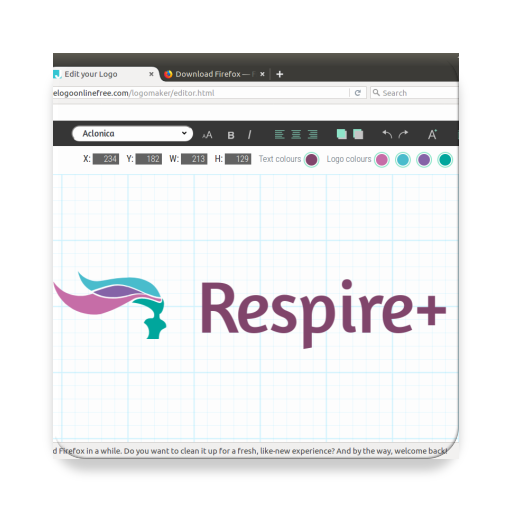 Edit your Logo × Download Firefox — F × +
elogoonlinefree.com/logomaker/editor.html Search
Aclonica AA B I A
X: 234 Y: 182 W: 213 H: 129 Text colours Logo colours
Respire+
d Firefox in a while. Do you want to clean it up for a fresh, like-new experience? And by the way, welcome back!